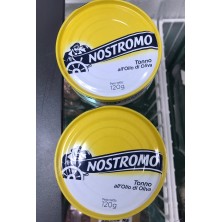 NOSTROMO
Tonno
all'Olio di Oliva
120g
NOSTROMO
Tonno
all'Olio di Oliva
120g